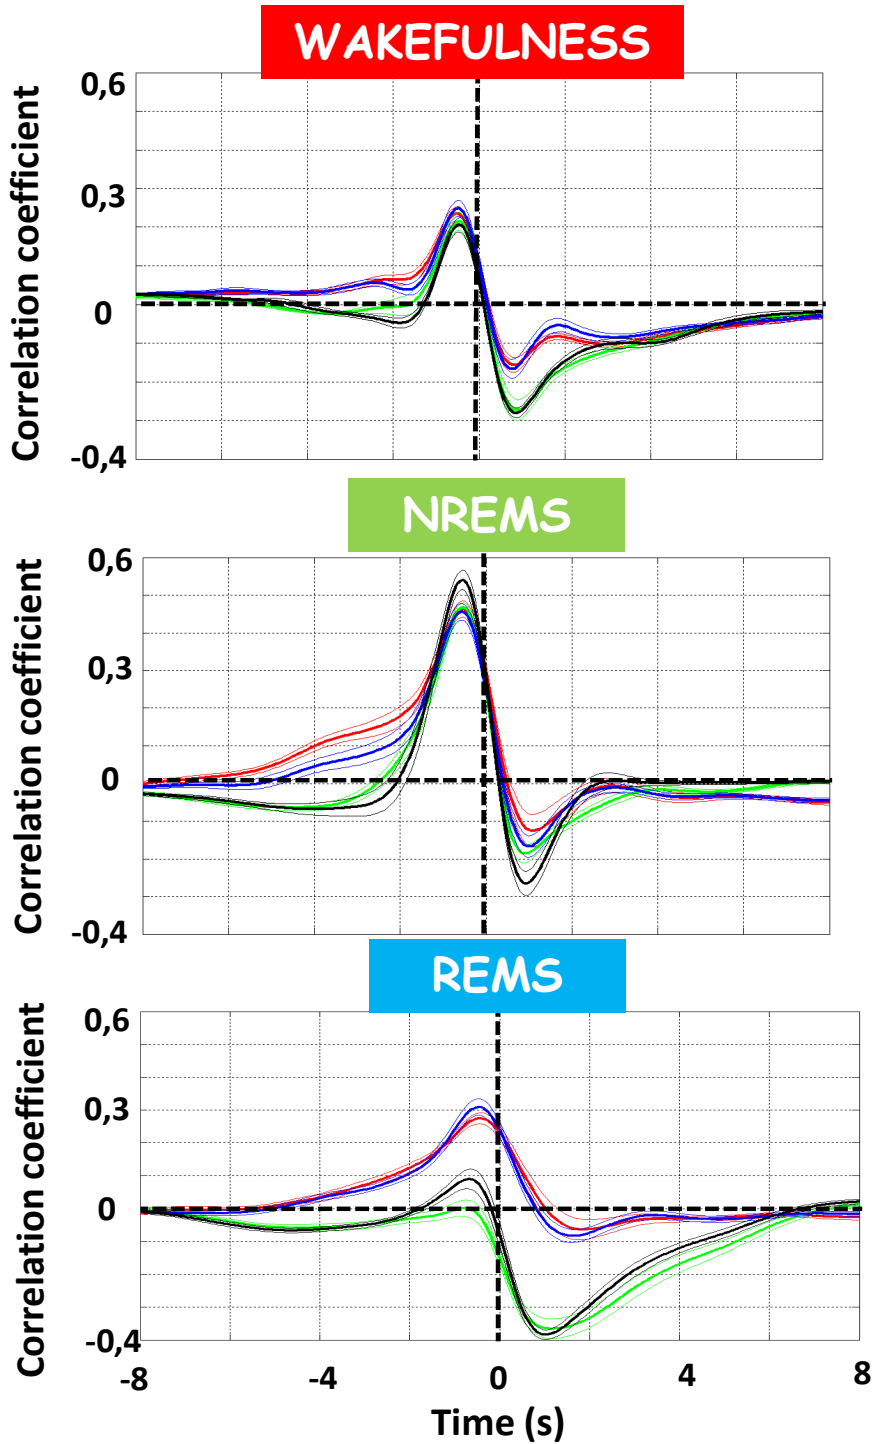 WAKEFULNESS
Correlation coefficient
0,6
0,3
0
-0,4
NREMS
Correlation coefficient
0,6
0,3
0
-0,4
REMS
Correlation coefficient
0,6
0,3
0
-0,4
-8
-4
0
4
8
Time (s)